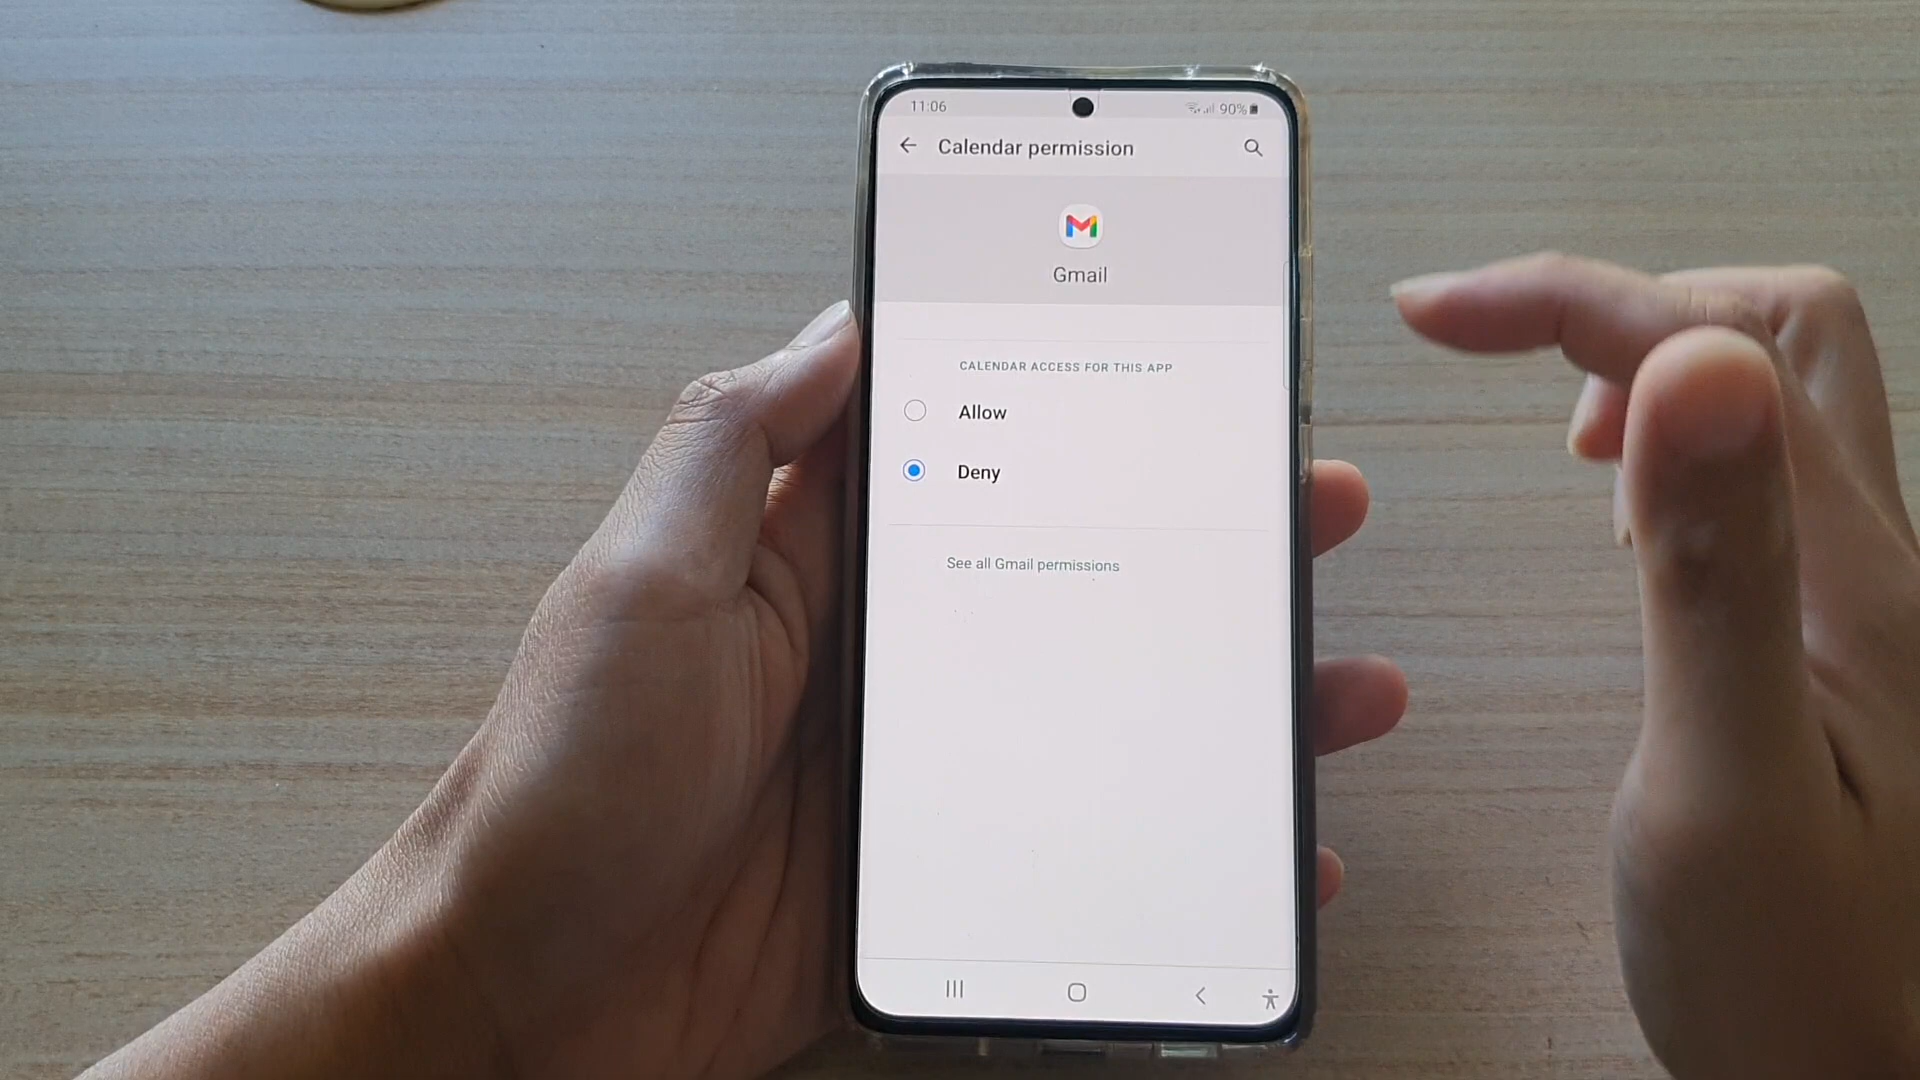 11:06
90%
Calendar permission
Gmail
CALENDAR ACCESS FOR THIS APP
Allow
Deny
See all Gmail permissions